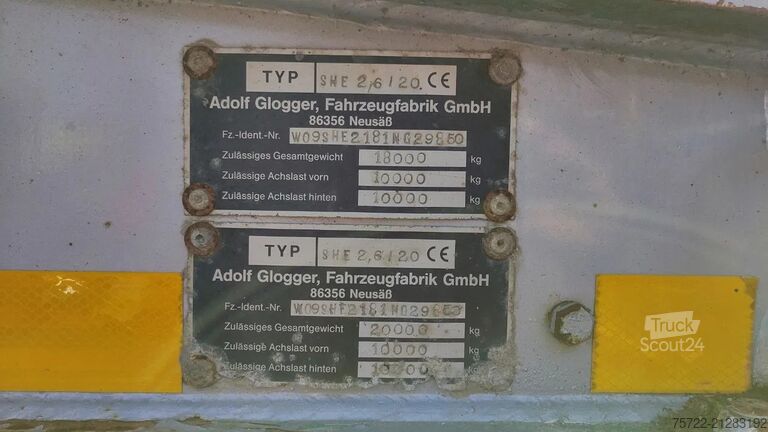 TYP SHE 2,6/20 CE
Adolf Glogger, Fahrzeugfabrik GmbH
86356 Neusäß
Fz.-Ident.-Nr. W09SHE2181NG29850
Zulässiges Gesamtgewicht 18000 kg
Zulässige Achslast vorn 10000 kg
Zulässige Achslast hinten 10000 kg
TYP SHE 2,6/20 CE
Adolf Glogger, Fahrzeugfabrik GmbH
86356 Neusäß
Fz.-Ident.-Nr. W09SHE2181NG29850
Zulässiges Gesamtgewicht 20000 kg
Zulässige Achslast vorn 10000 kg
Zulässige Achslast hinten kg
Truck
Scout24
75722-21283192